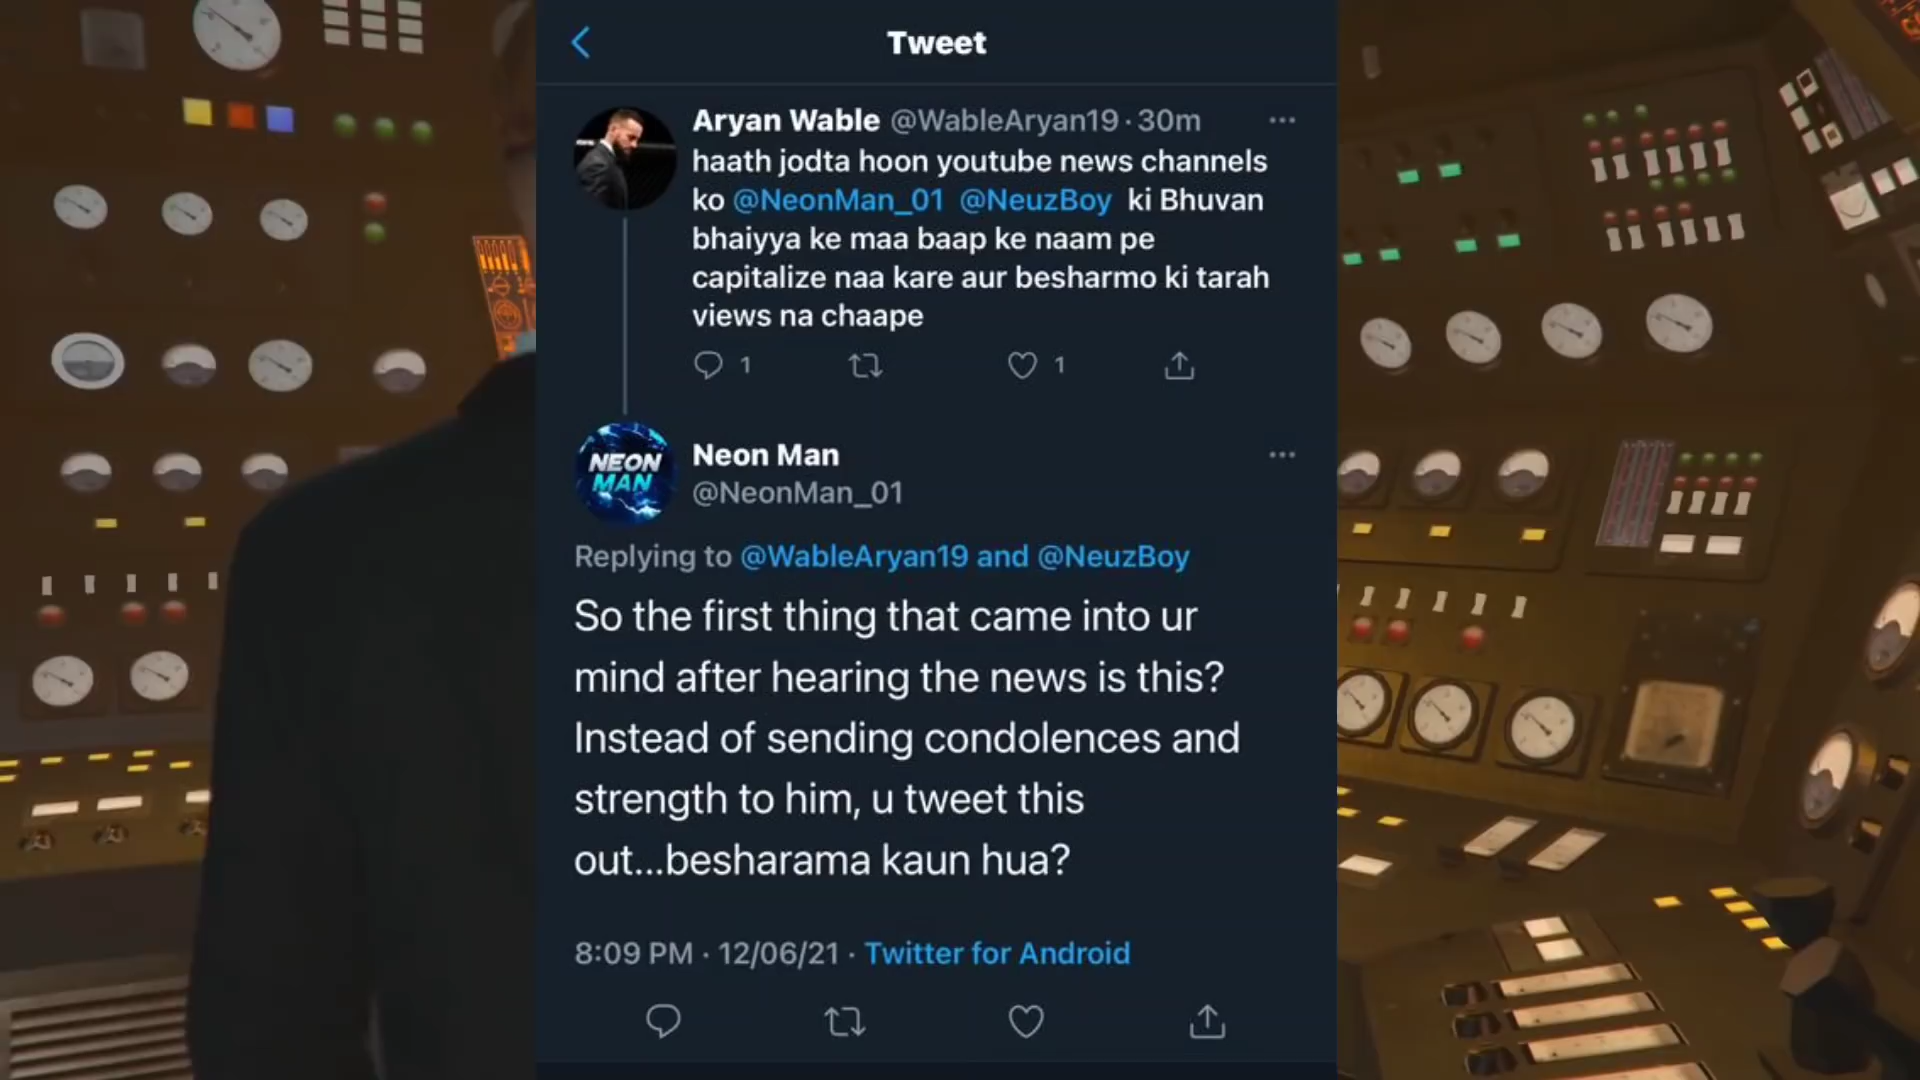 Tweet
Aryan Wable @WableAryan19 · 30m
haath jodta hoon youtube news channels
ko @NeonMan_01 @NeuzBoy ki Bhuvan
bhaiyya ke maa baap ke naam pe
capitalize naa kare aur besharmo ki tarah
views na chaape
1 1
NEON
MAN
Neon Man
@NeonMan_01
Replying to @WableAryan19 and @NeuzBoy
So the first thing that came into ur
mind after hearing the news is this?
Instead of sending condolences and
strength to him, u tweet this
out...besharama kaun hua?
8:09 PM · 12/06/21 · Twitter for Android